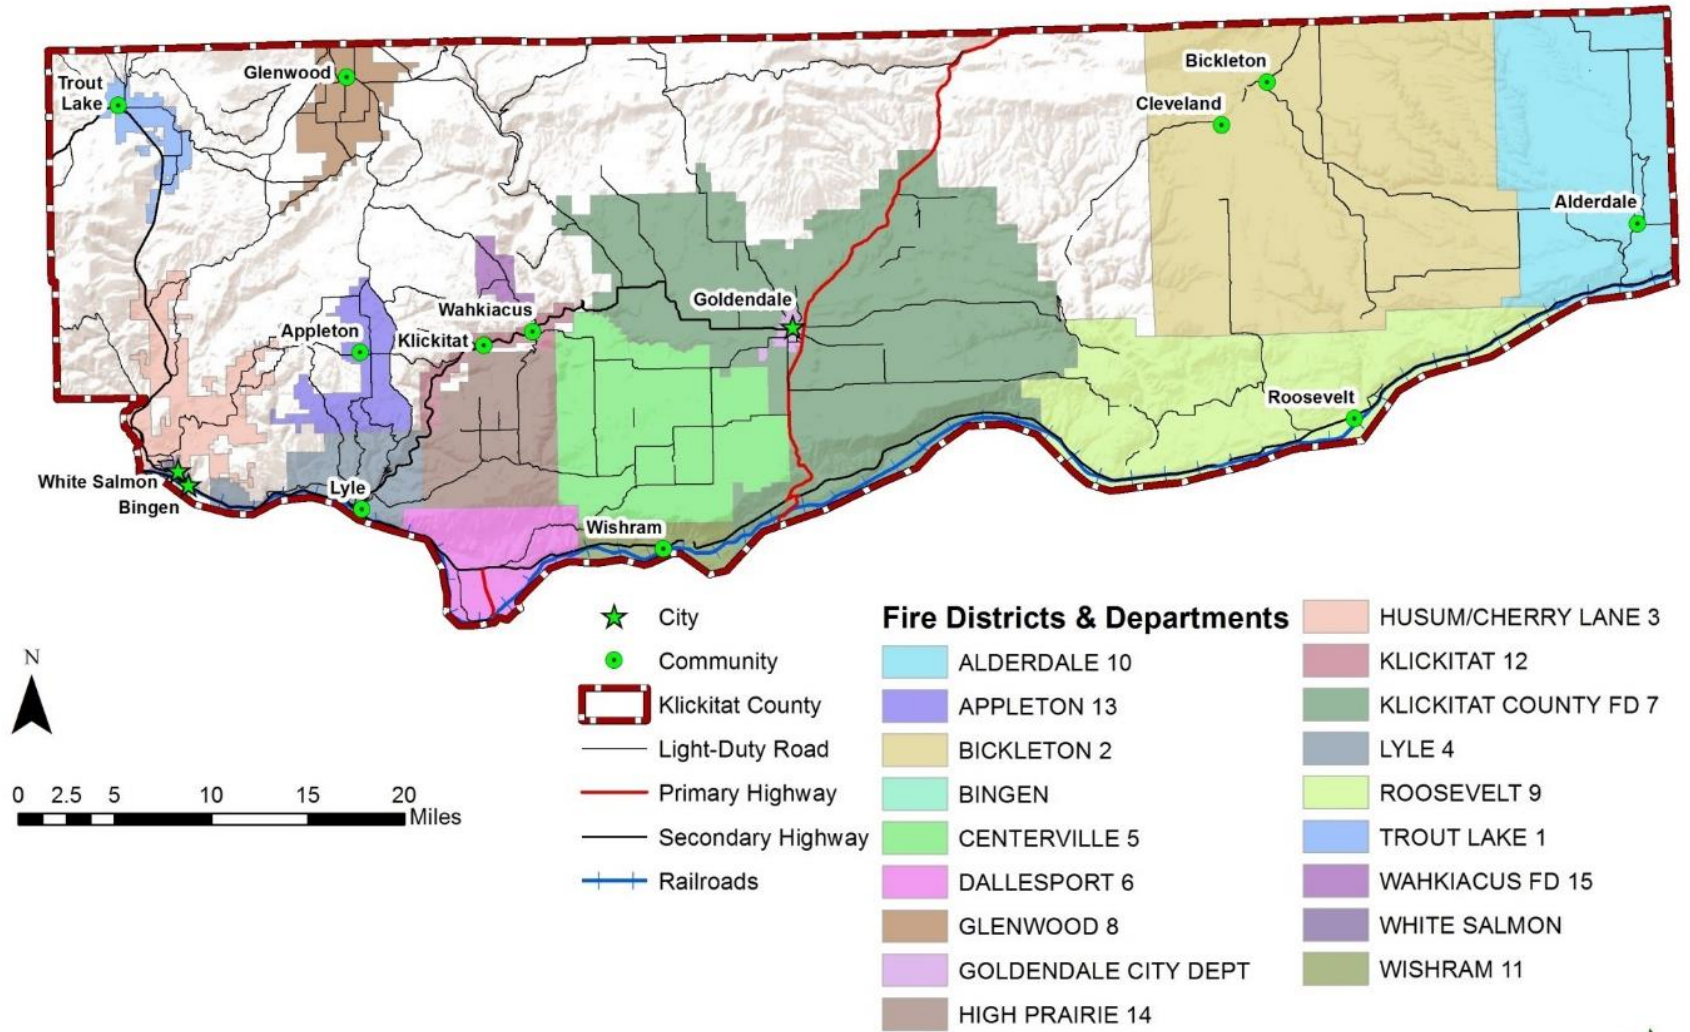 Trout
Lake
Glenwood
Bickleton
Cleveland
Alderdale
Goldendale
Wahkiacus
Appleton
Klickitat
Roosevelt
White Salmon
Bingen
Lyle
Wishram
N
0 2.5 5 10 15 20
Miles
City
Community
Klickitat County
Light-Duty Road
Primary Highway
Secondary Highway
Railroads
Fire Districts & Departments
ALDERDALE 10
APPLETON 13
BICKLETON 2
BINGEN
CENTERVILLE 5
DALLESPORT 6
GLENWOOD 8
GOLDENDALE CITY DEPT
HIGH PRAIRIE 14
HUSUM/CHERRY LANE 3
KLICKITAT 12
KLICKITAT COUNTY FD 7
LYLE 4
ROOSEVELT 9
TROUT LAKE 1
WAHKIACUS FD 15
WHITE SALMON
WISHRAM 11